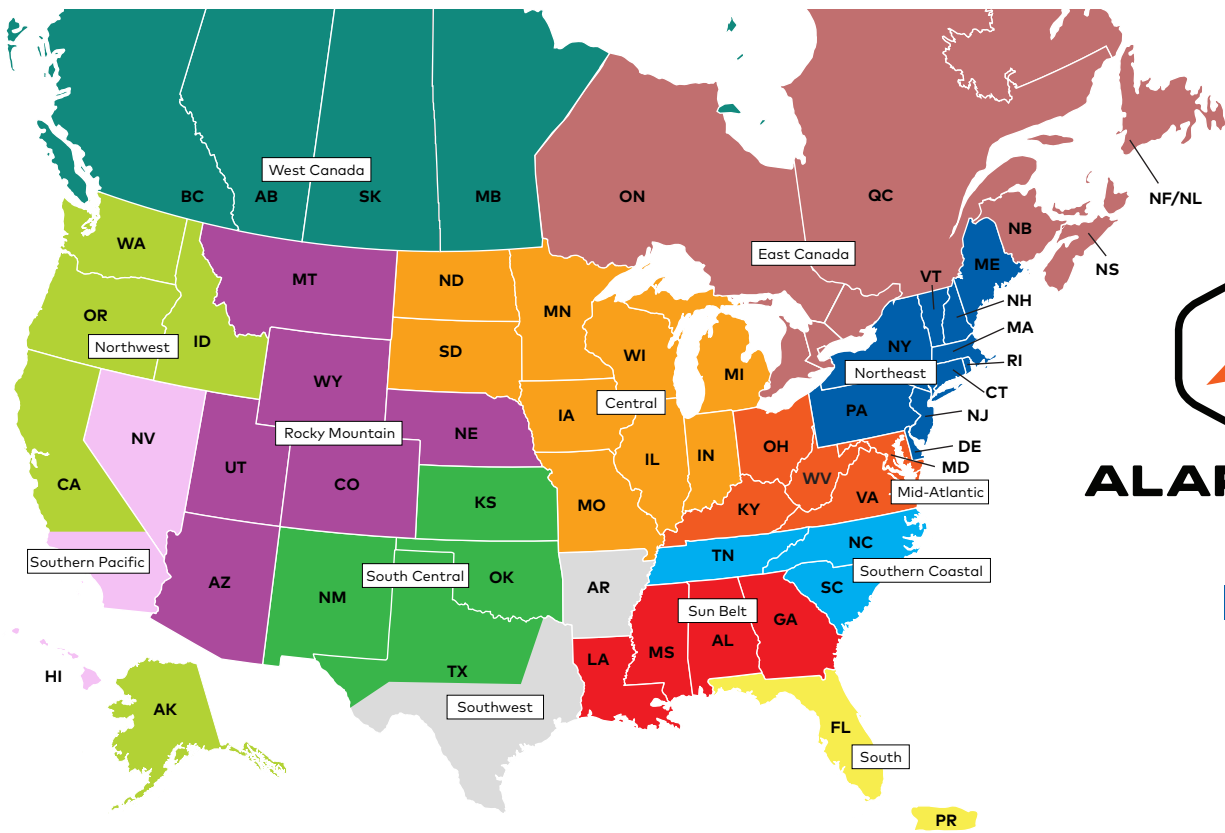 West Canada
BC
AB
SK
MB
ON
QC
NF/NL
NB
NS
East Canada
WA
OR
Northwest
ID
MT
ND
MN
SD
WI
MI
VT
ME
NH
MA
NY
RI
Northeast
CT
PA
NJ
DE
MD
WY
Rocky Mountain
NE
IA
Central
IL
IN
OH
WV
VA
Mid-Atlantic
KY
NV
UT
CO
KS
MO
CA
Southern Pacific
AZ
NM
South Central
OK
AR
TN
NC
Southern Coastal
SC
Sun Belt
GA
AL
MS
LA
TX
Southwest
HI
AK
FL
South
PR